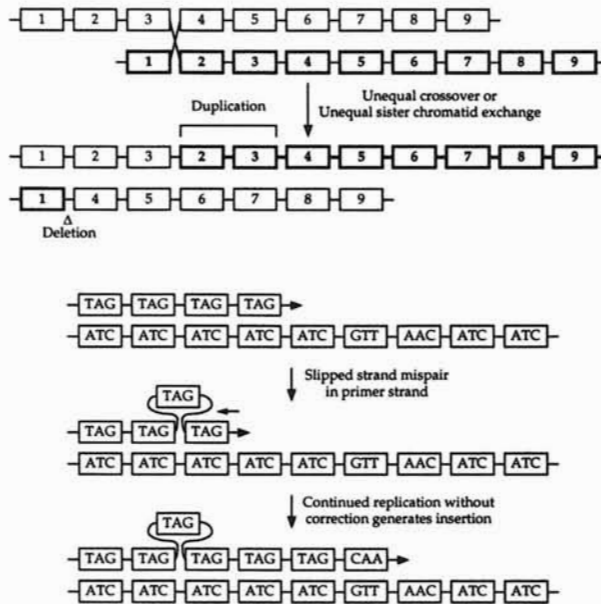 1 2 3 4 5 6 7 8 9
1 2 3 4 5 6 7 8 9
Duplication
Unequal crossover or
Unequal sister chromatid exchange
1 2 3 2 3 4 5 6 7 8 9
1 4 5 6 7 8 9
Δ
Deletion
TAG TAG TAG TAG
ATC ATC ATC ATC ATC GTT AAC ATC ATC
Slipped strand mispair
in primer strand
TAG
TAG TAG TAG
ATC ATC ATC ATC ATC GTT AAC ATC ATC
Continued replication without
correction generates insertion
TAG
TAG TAG TAG TAG TAG CAA
ATC ATC ATC ATC ATC GTT AAC ATC ATC